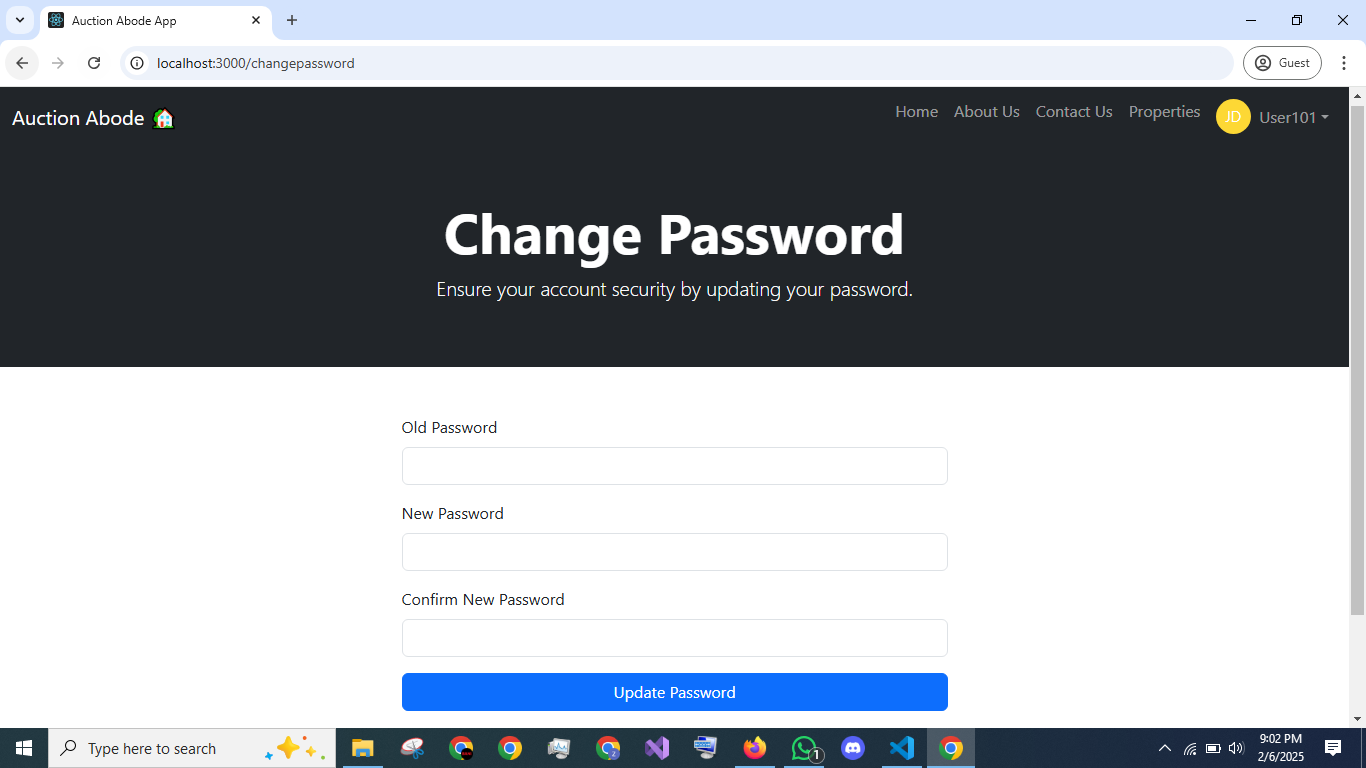 Auction Abode App
localhost:3000/changepassword
Guest
Auction Abode
Home About Us Contact Us Properties JD User101
Change Password
Ensure your account security by updating your password.
Old Password
New Password
Confirm New Password
Update Password
Type here to search
1
9:02 PM
2/6/2025